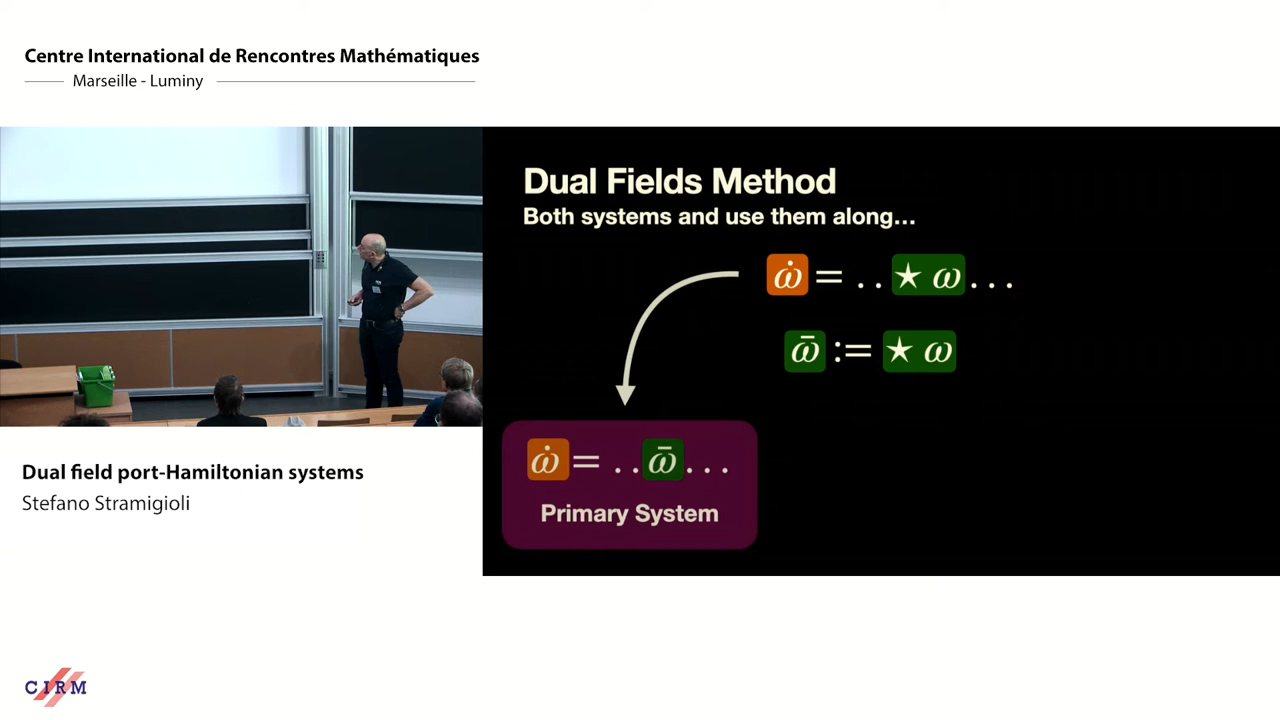 Centre International de Rencontres Mathématiques
Marseille - Luminy
Dual Fields Method
Both systems and use them along...
ω̇ = . . ★ ω . . .
ω̄ := ★ ω
ω̇ = . . ω̄ . . .
Primary System
Dual field port-Hamiltonian systems
Stefano Stramigioli
CIRM